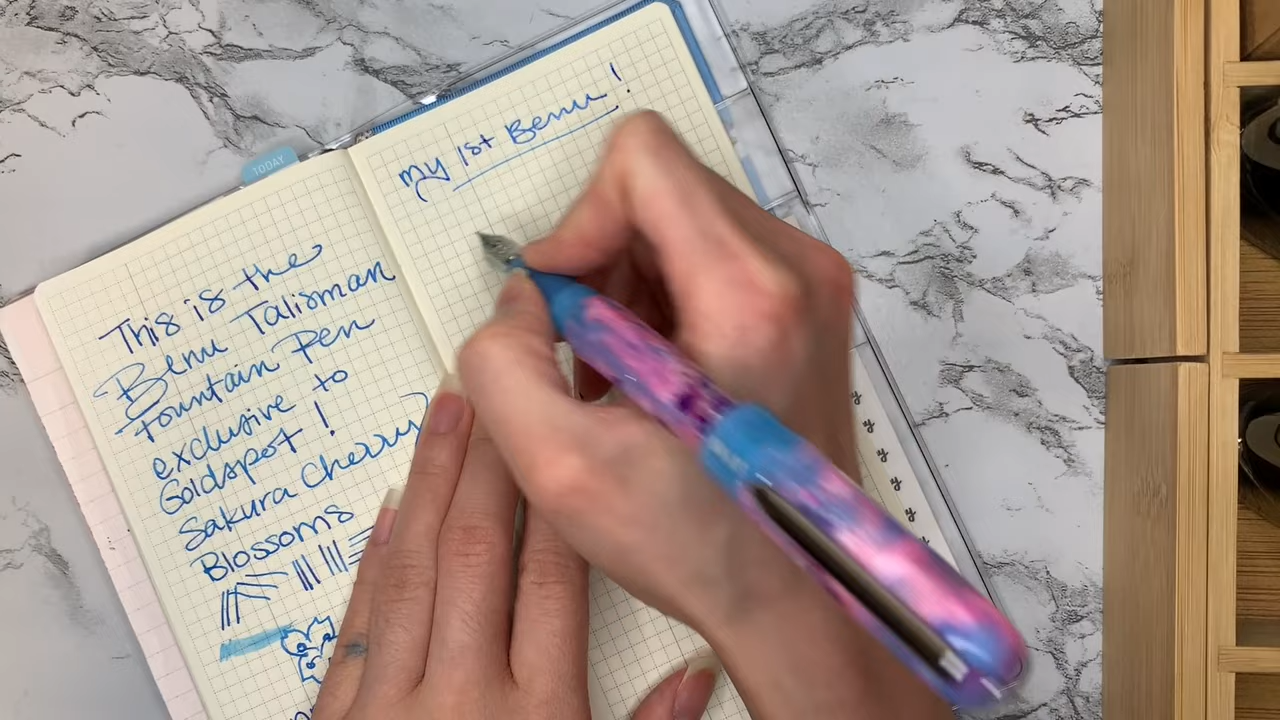 TODAY
This is the
Benu Talisman
Fountain Pen
exclusive to
Goldspot!
Sakura Cherry
Blossoms
my 1st Benu!
y
y
y
y